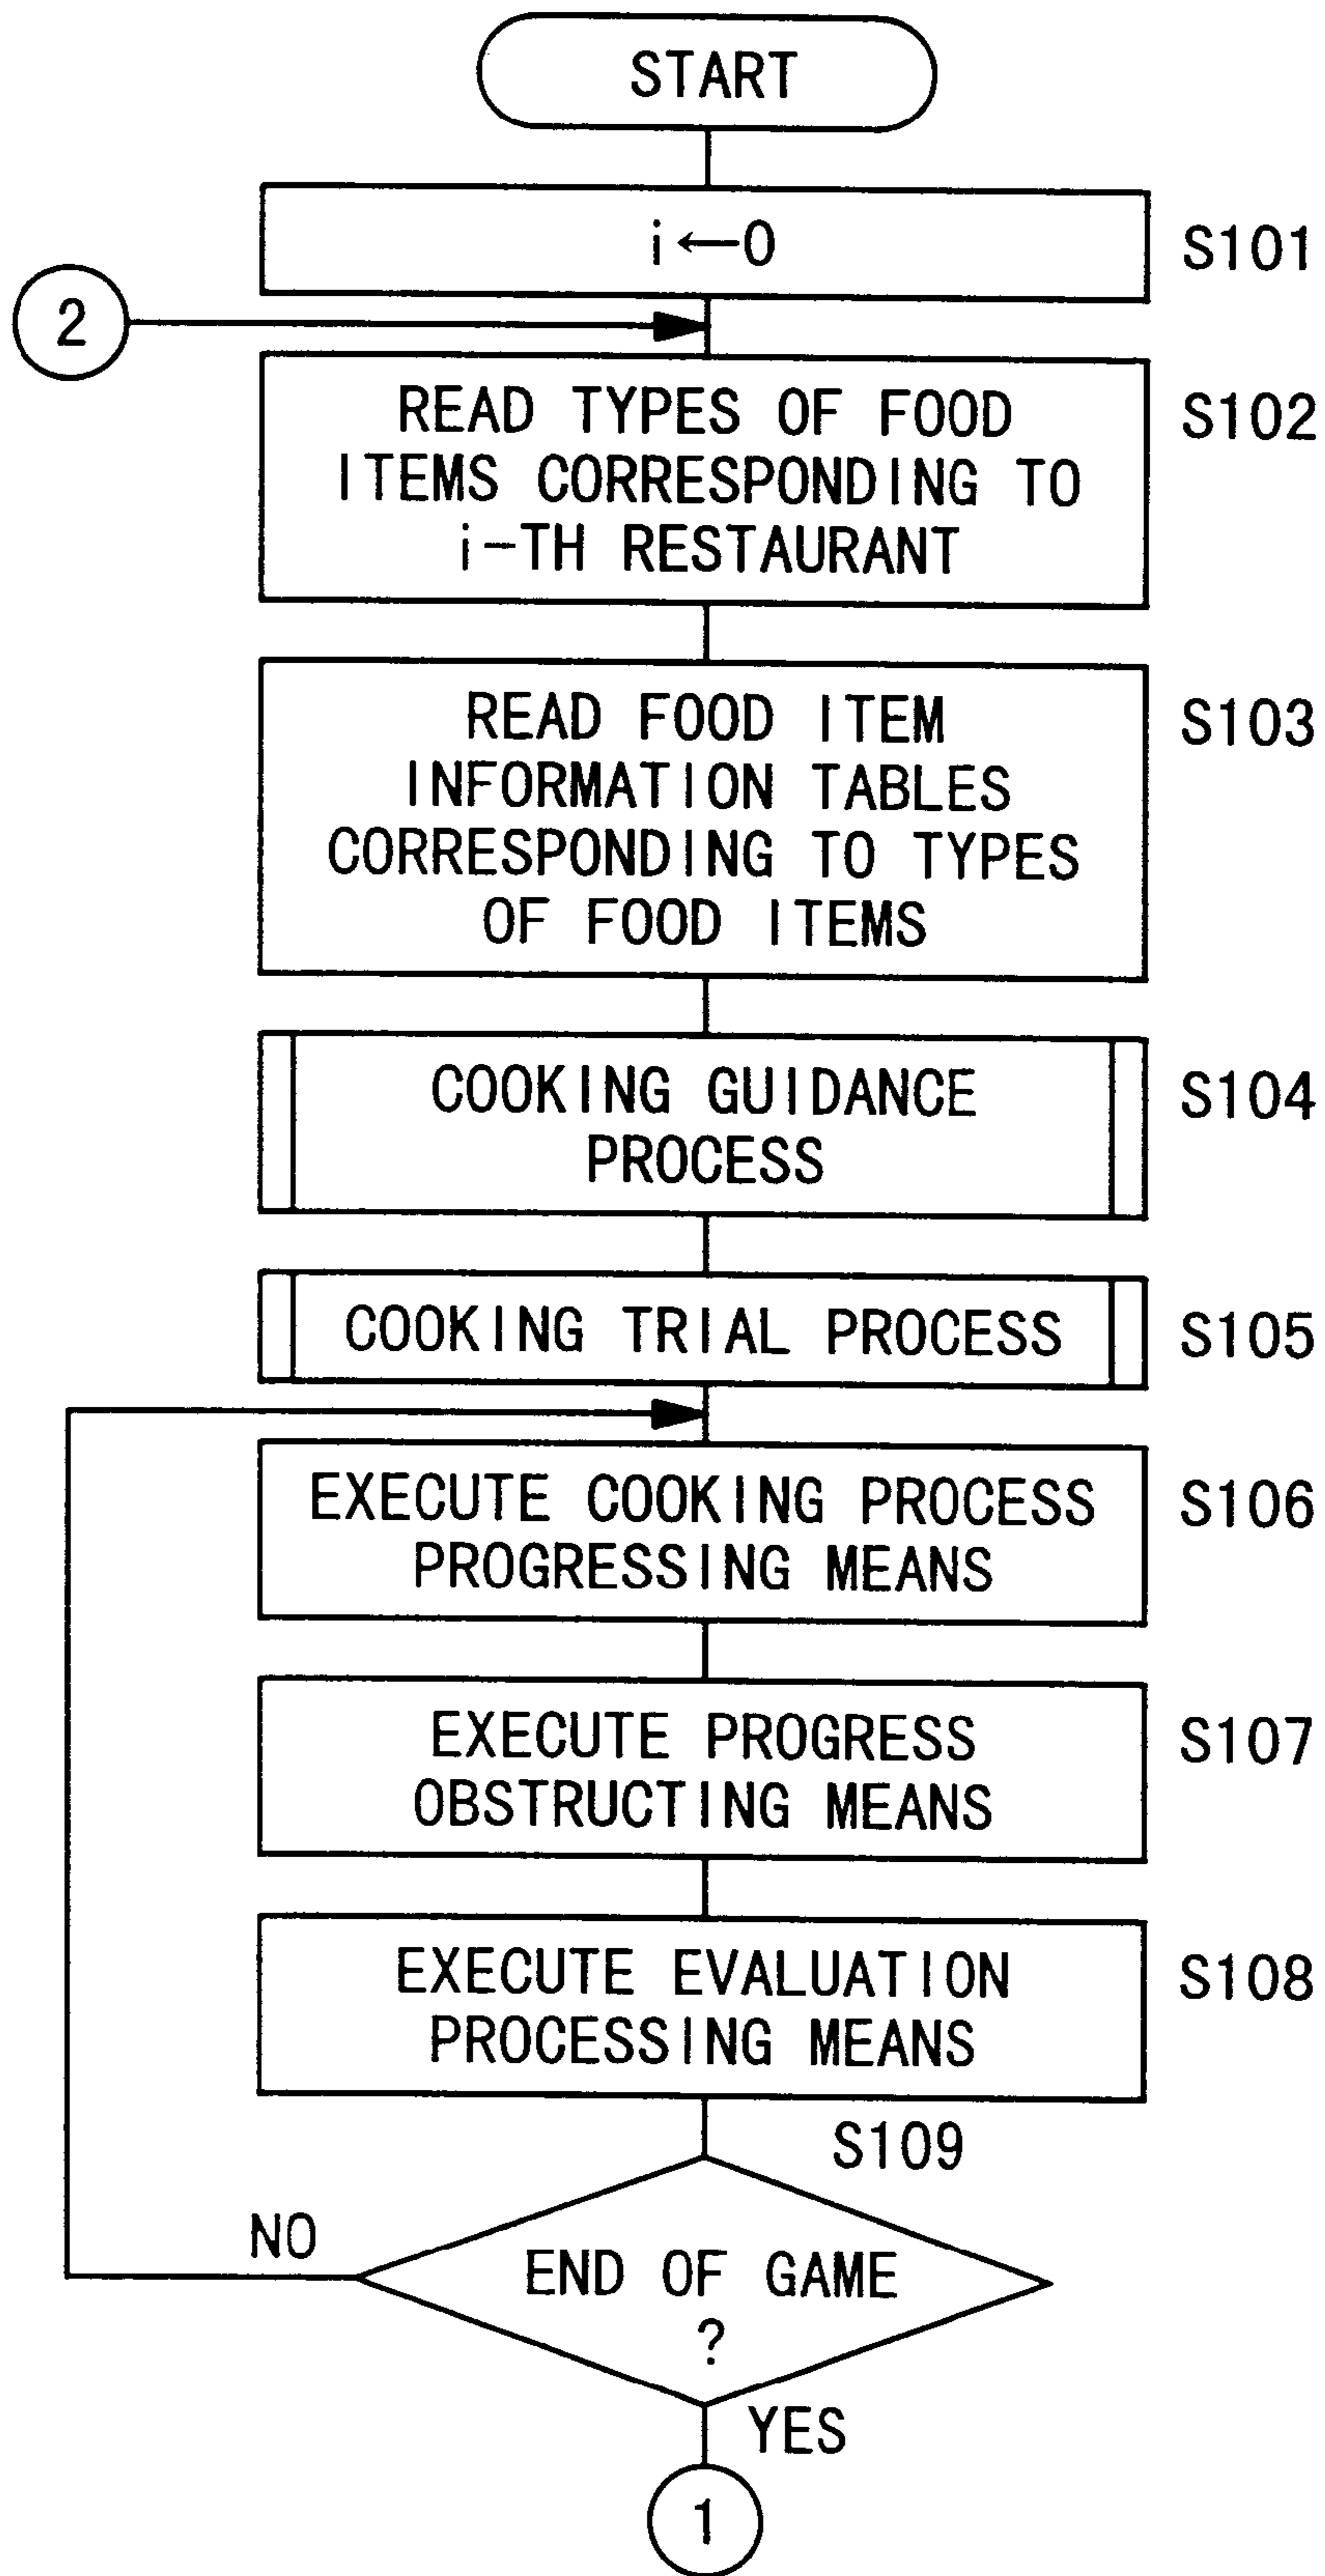 START
i←0
S101
2
READ TYPES OF FOOD
ITEMS CORRESPONDING TO
i-TH RESTAURANT
S102
READ FOOD ITEM
INFORMATION TABLES
CORRESPONDING TO TYPES
OF FOOD ITEMS
S103
COOKING GUIDANCE
PROCESS
S104
COOKING TRIAL PROCESS
S105
EXECUTE COOKING PROCESS
PROGRESSING MEANS
S106
EXECUTE PROGRESS
OBSTRUCTING MEANS
S107
EXECUTE EVALUATION
PROCESSING MEANS
S108
S109
NO
END OF GAME
?
YES
1